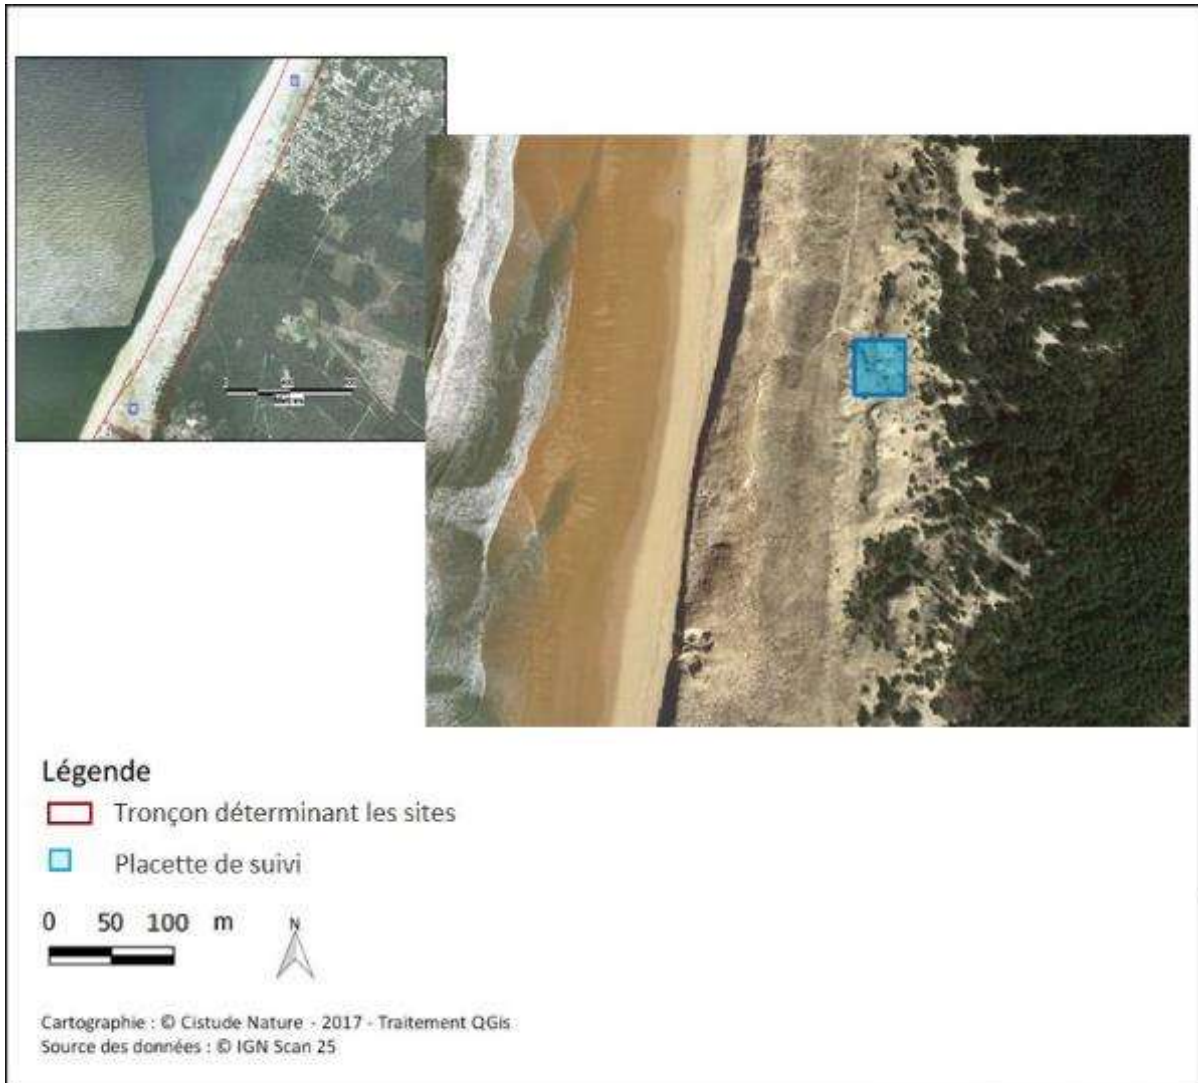 Légende
Tronçon déterminant les sites
Placette de suivi
0 50 100 m
N
Cartographie : © Cistude Nature - 2017 - Traitement QGis
Source des données : © IGN Scan 25